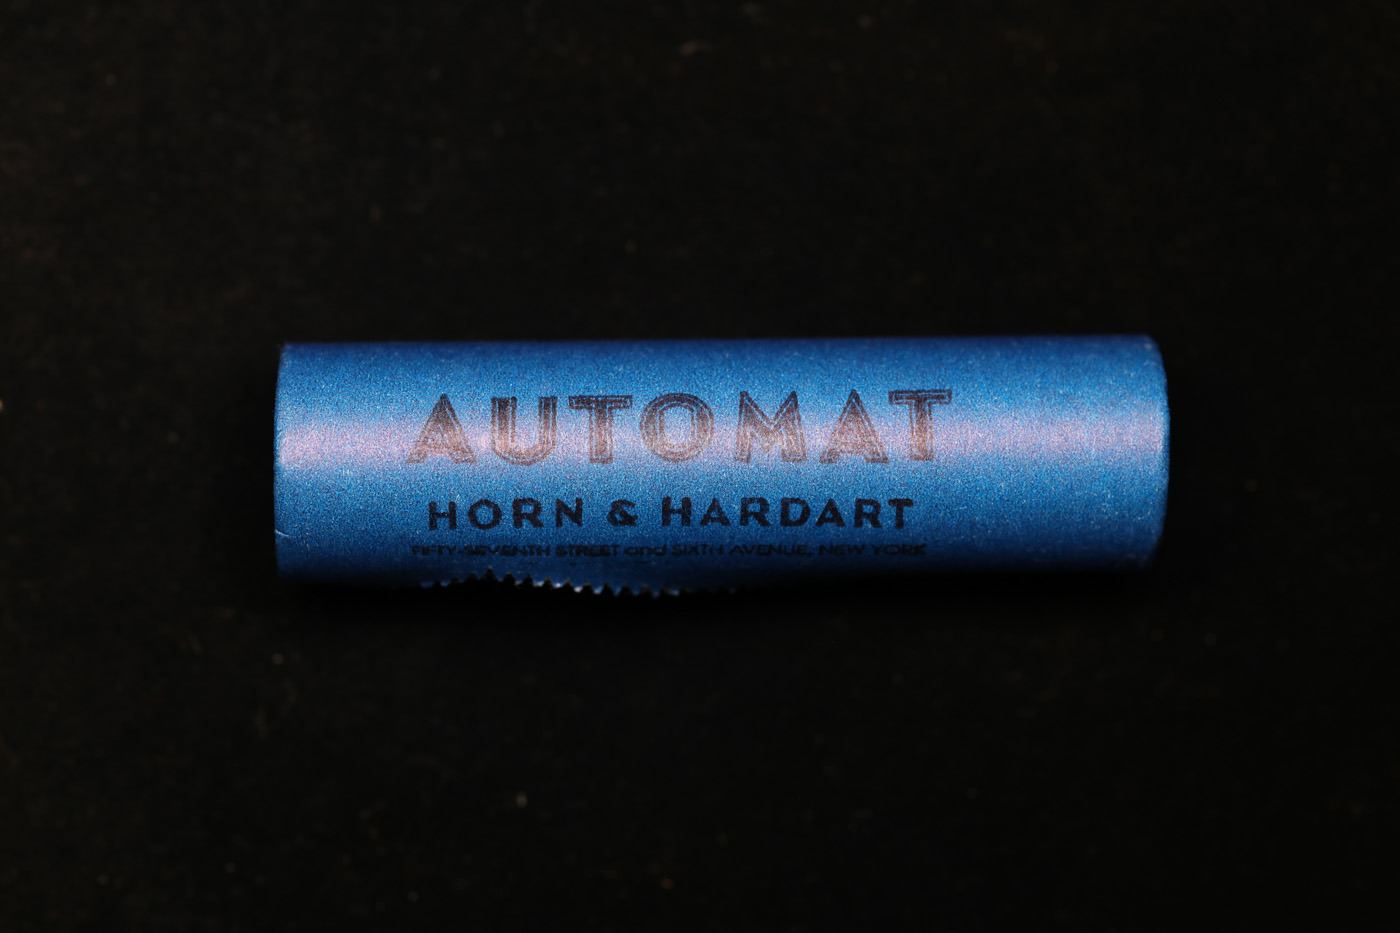 AUTOMAT
HORN & HARDART
FIFTY-SEVENTH STREET and SIXTH AVENUE, NEW YORK